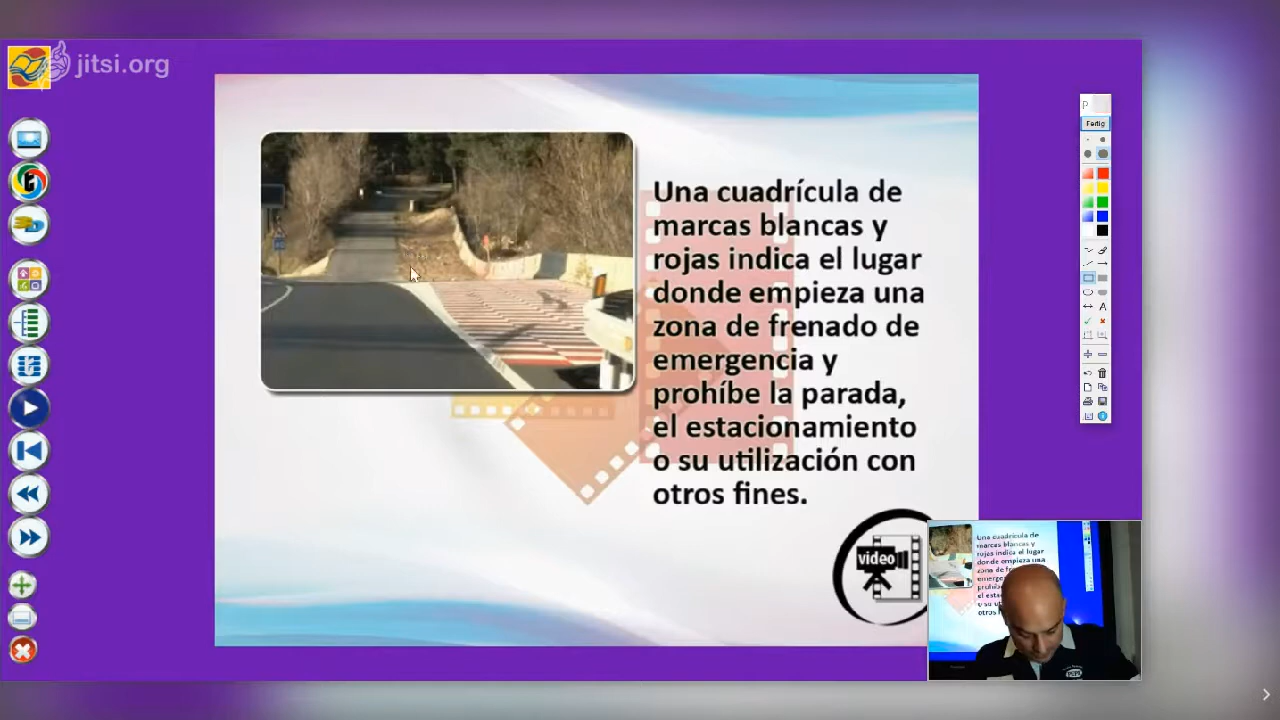 jitsi.org
Fertig
Una cuadrícula de
marcas blancas y
rojas indica el lugar
donde empieza una
zona de frenado de
emergencia y
prohíbe la parada,
el estacionamiento
o su utilización con
otros fines.
video